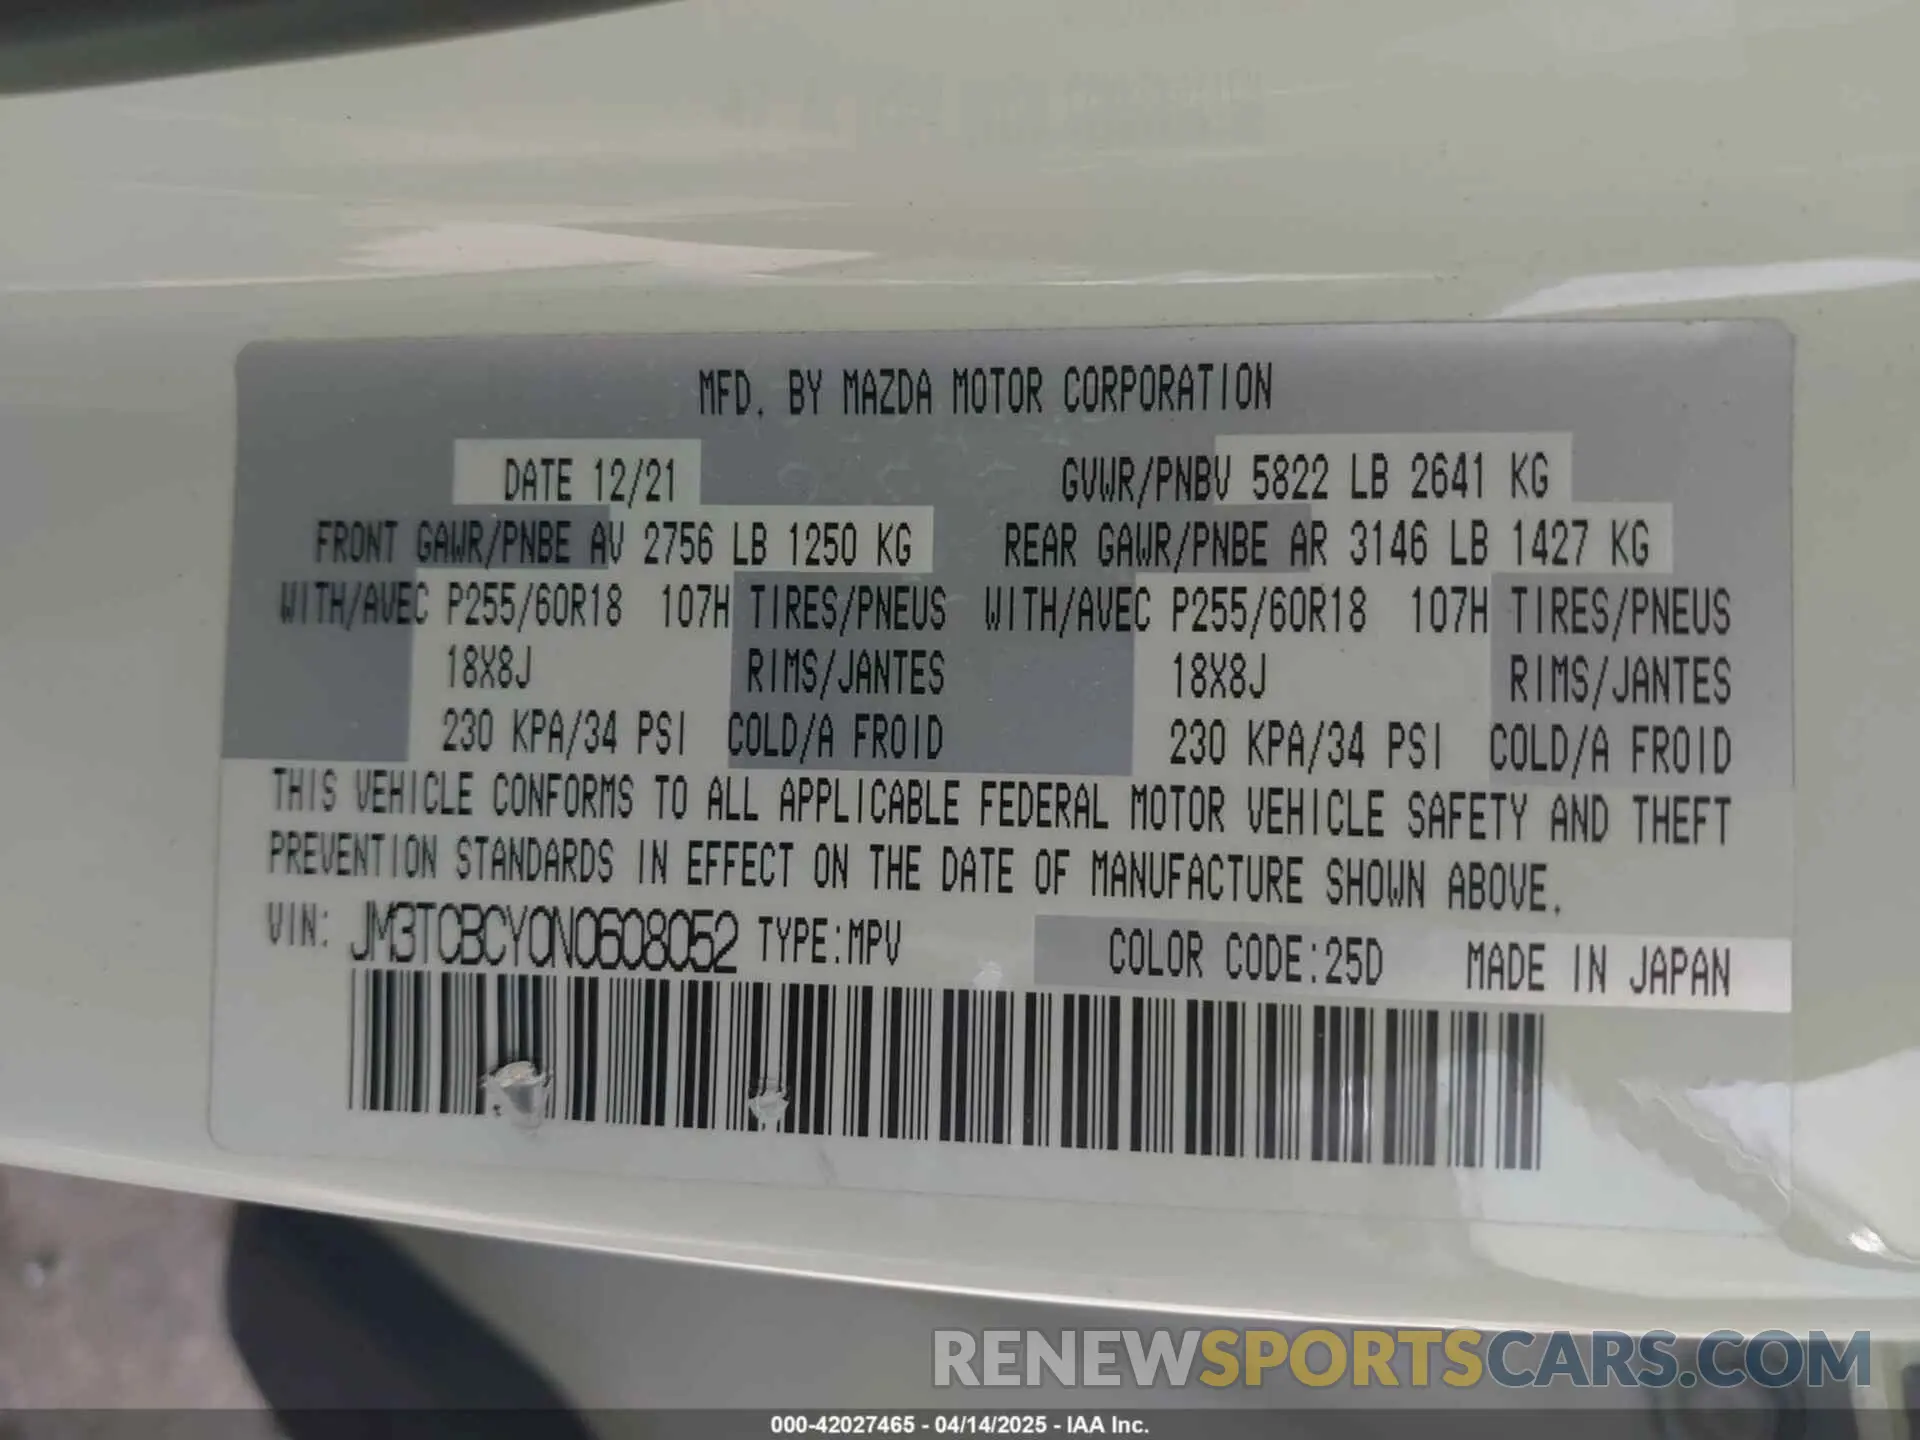 MFD. BY MAZDA MOTOR CORPORATION
DATE 12/21 GVWR/PNBV 5822 LB 2641 KG
FRONT GAWR/PNBE AV 2756 LB 1250 KG REAR GAWR/PNBE AR 3146 LB 1427 KG
WITH/AVEC P255/60R18 107H TIRES/PNEUS WITH/AVEC P255/60R18 107H TIRES/PNEUS
18X8J RIMS/JANTES 18X8J RIMS/JANTES
230 KPA/34 PSI COLD/A FROID 230 KPA/34 PSI COLD/A FROID
THIS VEHICLE CONFORMS TO ALL APPLICABLE FEDERAL MOTOR VEHICLE SAFETY AND THEFT
PREVENTION STANDARDS IN EFFECT ON THE DATE OF MANUFACTURE SHOWN ABOVE.
VIN: JM3TCBCY0N0608052 TYPE:MPV COLOR CODE:25D MADE IN JAPAN
RENEWSPORTSCARS.COM
000-42027465 - 04/14/2025 - IAA Inc.